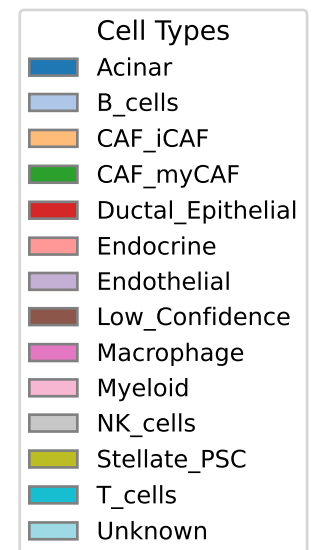 Cell Types
Acinar
B_cells
CAF_iCAF
CAF_myCAF
Ductal_Epithelial
Endocrine
Endothelial
Low_Confidence
Macrophage
Myeloid
NK_cells
Stellate_PSC
T_cells
Unknown